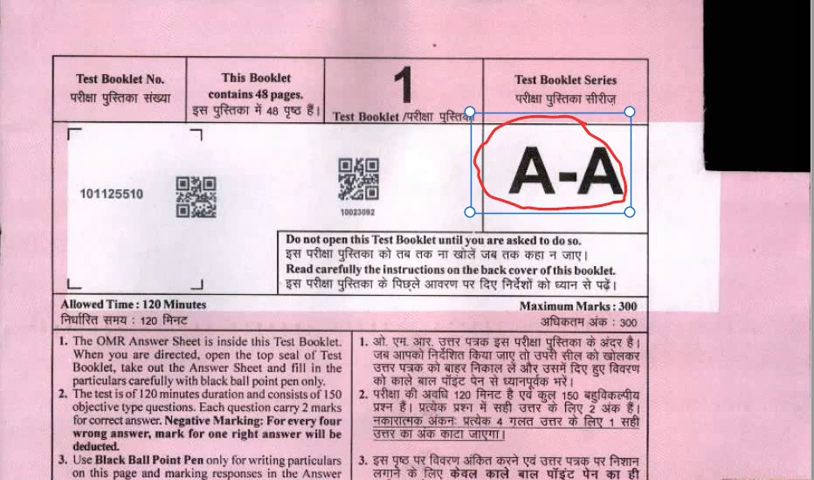 Test Booklet No.
परीक्षा पुस्तिका संख्या
This Booklet
contains 48 pages.
इस पुस्तिका में 48 पृष्ठ हैं।
1
Test Booklet /परीक्षा पुस्तिका
Test Booklet Series
परीक्षा पुस्तिका सीरीज़
101125510
10023092
A-A
Do not open this Test Booklet until you are asked to do so.
इस परीक्षा पुस्तिका को तब तक ना खोलें जब तक कहा न जाए।
Read carefully the instructions on the back cover of this booklet.
इस परीक्षा पुस्तिका के पिछले आवरण पर दिए निर्देशों को ध्यान से पढ़ें।
Allowed Time : 120 Minutes
निर्धारित समय : 120 मिनट
Maximum Marks : 300
अधिकतम अंक : 300
1. The OMR Answer Sheet is inside this Test Booklet.
When you are directed, open the top seal of Test
Booklet, take out the Answer Sheet and fill in the
particulars carefully with black ball point pen only.
2. The test is of 120 minutes duration and consists of 150
objective type questions. Each question carry 2 marks
for correct answer. Negative Marking: For every four
wrong answer, mark for one right answer will be
deducted.
3. Use Black Ball Point Pen only for writing particulars
on this page and marking responses in the Answer
1. ओ. एम. आर. उत्तर पत्रक इस परीक्षा पुस्तिका के अंदर है।
जब आपको निर्देशित किया जाए तो उपरी सील को खोलकर
उत्तर पत्रक को बाहर निकाल लें और उसमें दिए हुए विवरण
को काले बाल पॉइंट पेन से ध्यानपूर्वक भरें।
2. परीक्षा की अवधि 120 मिनट है एवं कुल 150 बहुविकल्पीय
प्रश्न हैं। प्रत्येक प्रश्न में सही उत्तर के लिए 2 अंक हैं।
नकारात्मक अंकन: प्रत्येक 4 गलत उत्तर के लिए 1 सही
उत्तर का अंक काटा जाएगा।
3. इस पृष्ठ पर विवरण अंकित करने एवं उत्तर पत्रक पर निशान
लगाने के लिए केवल काले बाल पॉइंट पेन का ही